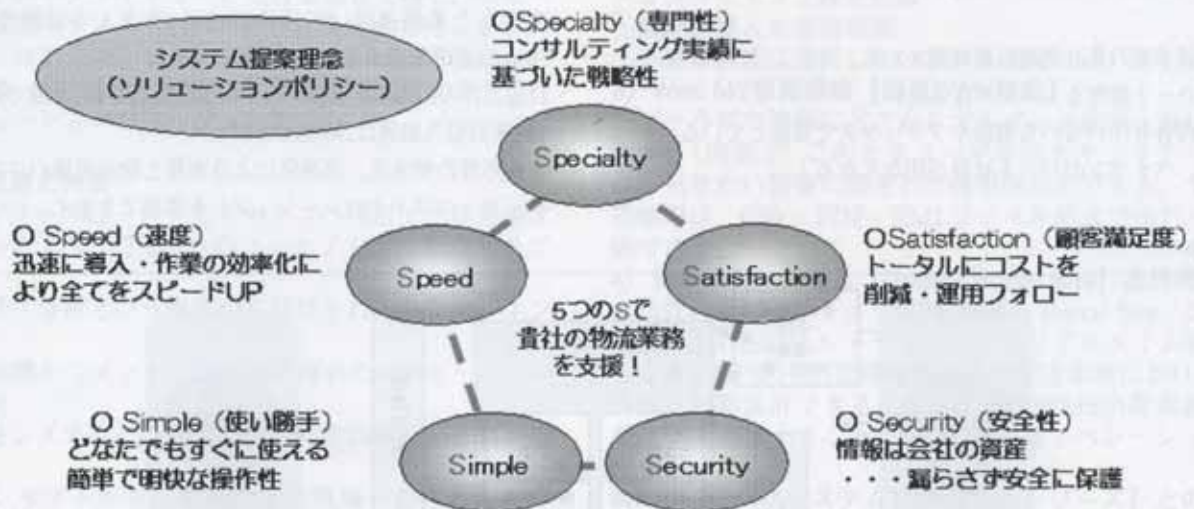 システム提案理念
(ソリューションポリシー)
○Specialty(専門性)
コンサルティング実績に
基づいた戦略性
Specialty
○ Speed(速度)
迅速に導入・作業の効率化に
より全てをスピードUP
Speed
Satisfaction
○Satisfaction(顧客満足度)
トータルにコストを
削減・運用フォロー
5つのSで
貴社の物流業務
を支援!
○ Simple(使い勝手)
どなたでもすぐに使える
簡単で明快な操作性
Simple
Security
○ Security(安全性)
情報は会社の資産
・・・漏らさず安全に保護